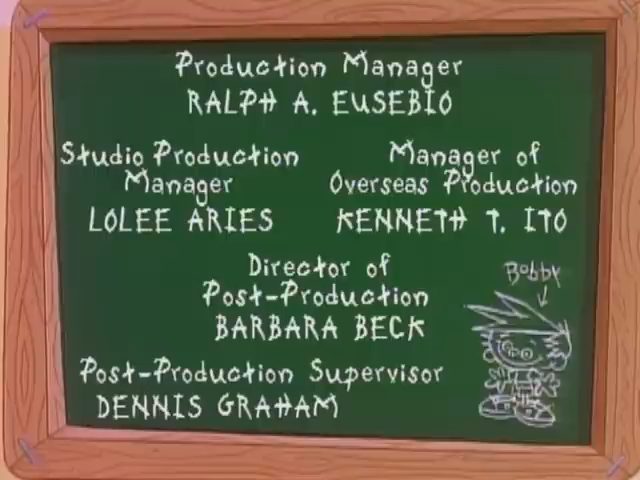 Production Manager
RALPH A. EUSEBIO
Studio Production
Manager
LOLEE ARIES
Manager of
Overseas Production
KENNETH T. ITO
Director of
Post-Production
BARBARA BECK
Bobby
Post-Production Supervisor
DENNIS GRAHAM